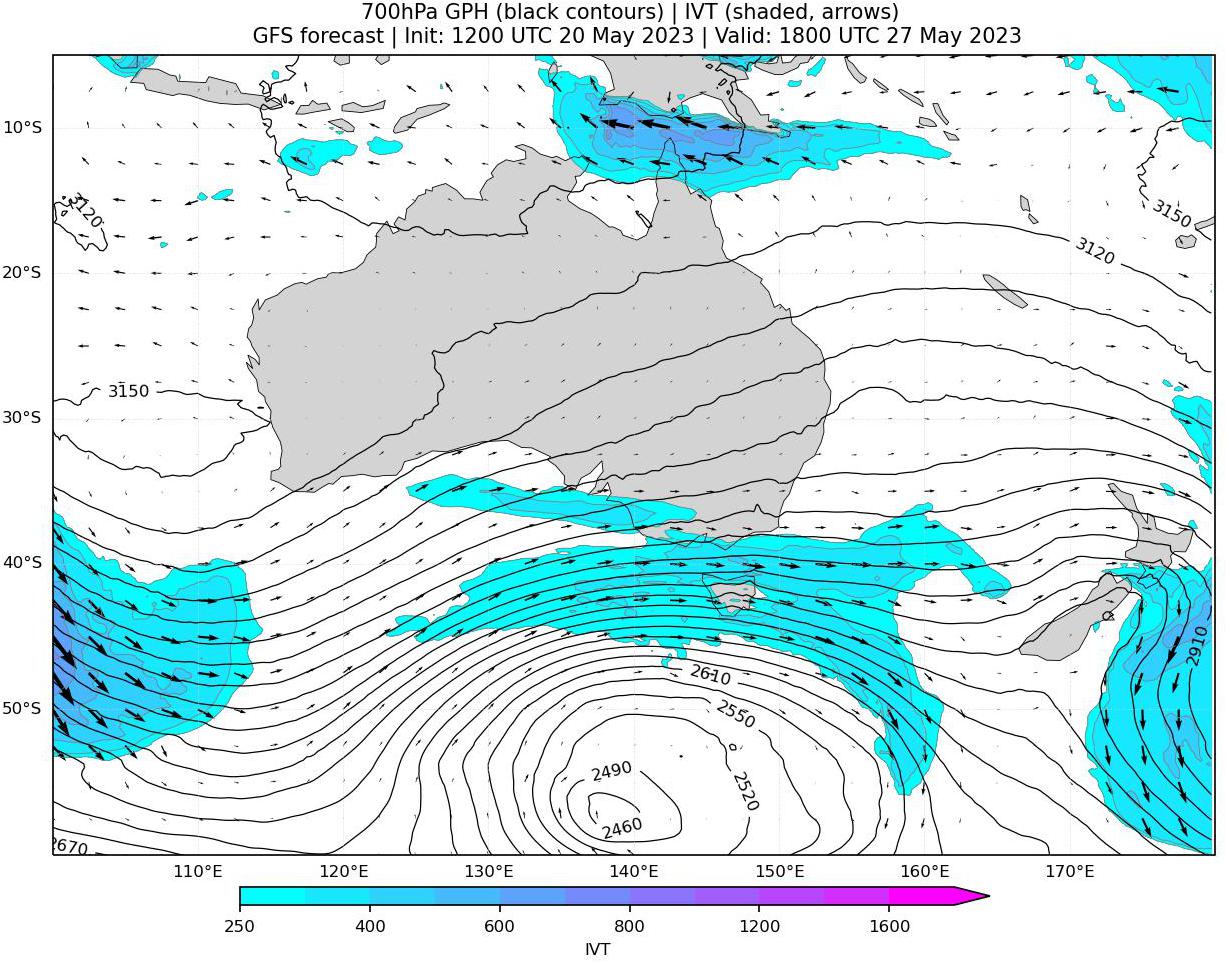 700hPa GPH (black contours) | IVT (shaded, arrows)
GFS forecast | Init: 1200 UTC 20 May 2023 | Valid: 1800 UTC 27 May 2023
10°S
3120
3150
3120
20°S
3150
30°S
40°S
2910
2610
50°S
2550
2490
2520
2460
2670
110°E 120°E 130°E 140°E 150°E 160°E 170°E
250 400 600 800 1200 1600
IVT